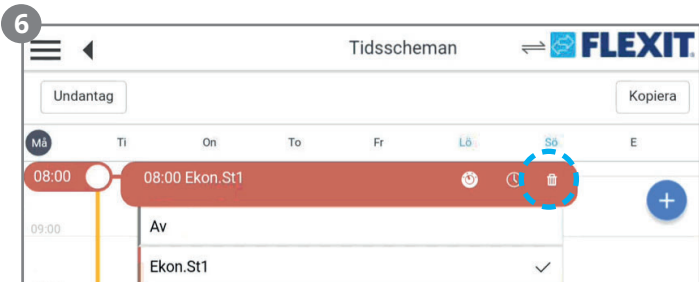 6
Tidsscheman
FLEXIT.
Undantag
Kopiera
Må Ti On To Fr Lö Sö E
08:00
08:00 Ekon.St1
09:00
Av
Ekon.St1